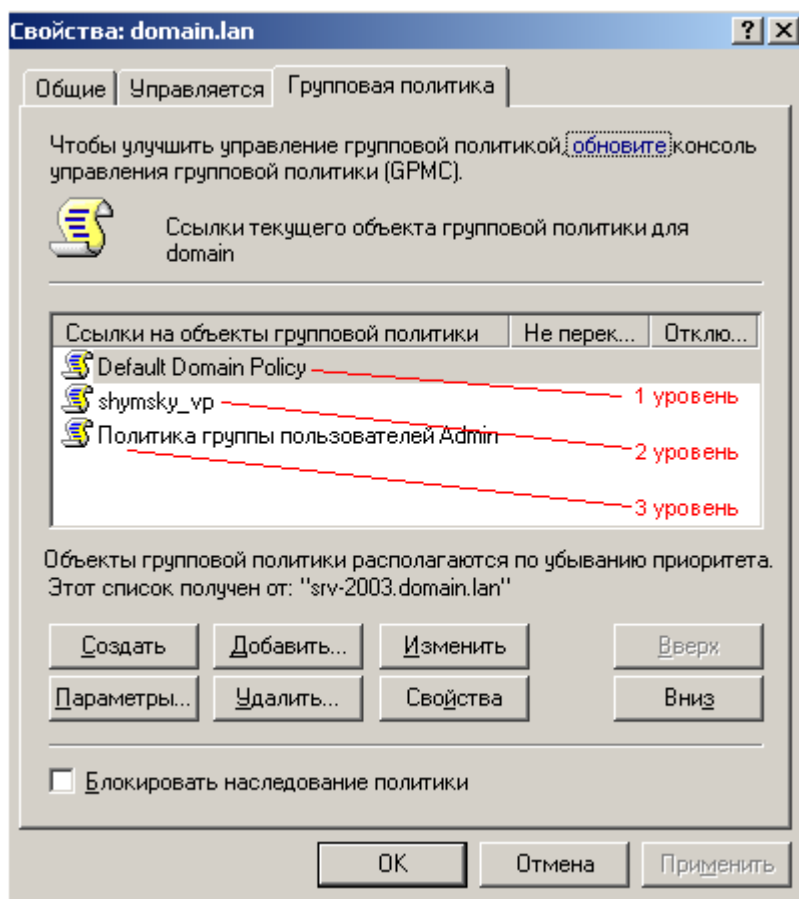 Свойства: domain.lan
Общие Управляется Групповая политика
Чтобы улучшить управление групповой политикой, обновите консоль
управления групповой политики (GPMC).
Ссылки текущего объекта групповой политики для
domain
Ссылки на объекты групповой политики Не перек... Отклю...
Default Domain Policy
1 уровень
shymsky_vp
Политика группы пользователей Admin
2 уровень
3 уровень
Объекты групповой политики располагаются по убыванию приоритета.
Этот список получен от: "srv-2003.domain.lan"
Создать Добавить... Изменить Вверх
Параметры... Удалить... Свойства Вниз
Блокировать наследование политики
OK Отмена Применить